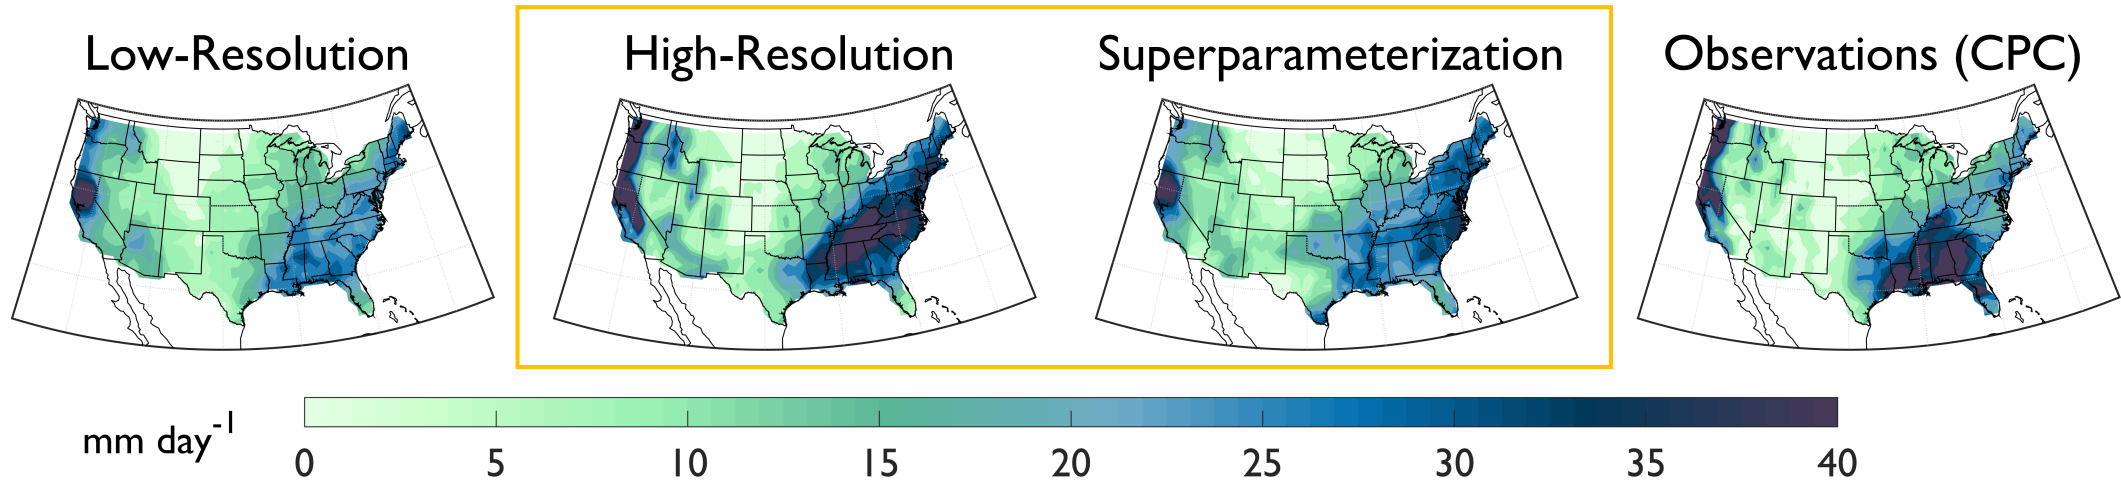 Low-Resolution
High-Resolution
Superparameterization
Observations (CPC)
mm day-1
0 5 10 15 20 25 30 35 40